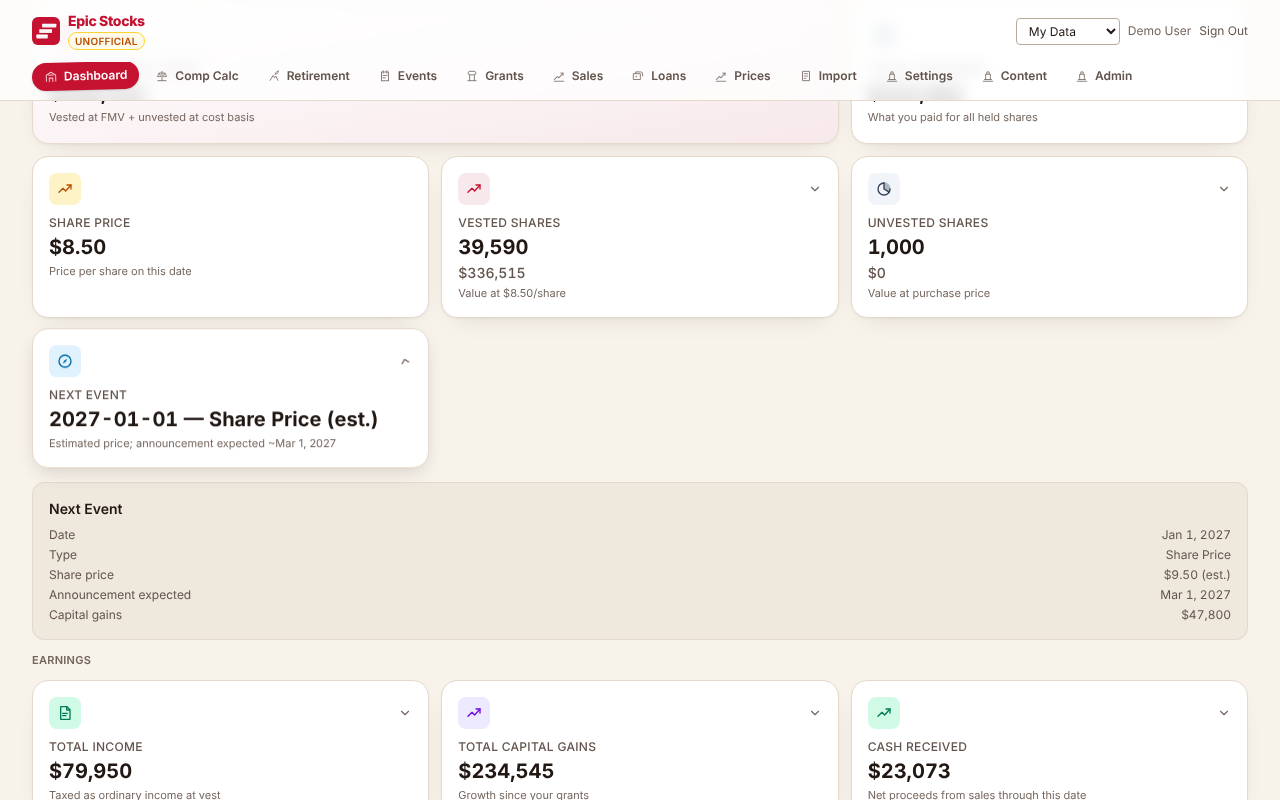 Epic Stocks
UNOFFICIAL
My Data
Demo User
Sign Out
Dashboard
Comp Calc
Retirement
Events
Grants
Sales
Loans
Prices
Import
Settings
Content
Admin
Vested at FMV + unvested at cost basis
What you paid for all held shares
SHARE PRICE
$8.50
Price per share on this date
VESTED SHARES
39,590
$336,515
Value at $8.50/share
UNVESTED SHARES
1,000
$0
Value at purchase price
NEXT EVENT
2027-01-01 — Share Price (est.)
Estimated price; announcement expected ~Mar 1, 2027
Next Event
Date Jan 1, 2027
Type Share Price
Share price $9.50 (est.)
Announcement expected Mar 1, 2027
Capital gains $47,800
EARNINGS
TOTAL INCOME
$79,950
Taxed as ordinary income at vest
TOTAL CAPITAL GAINS
$234,545
Growth since your grants
CASH RECEIVED
$23,073
Net proceeds from sales through this date